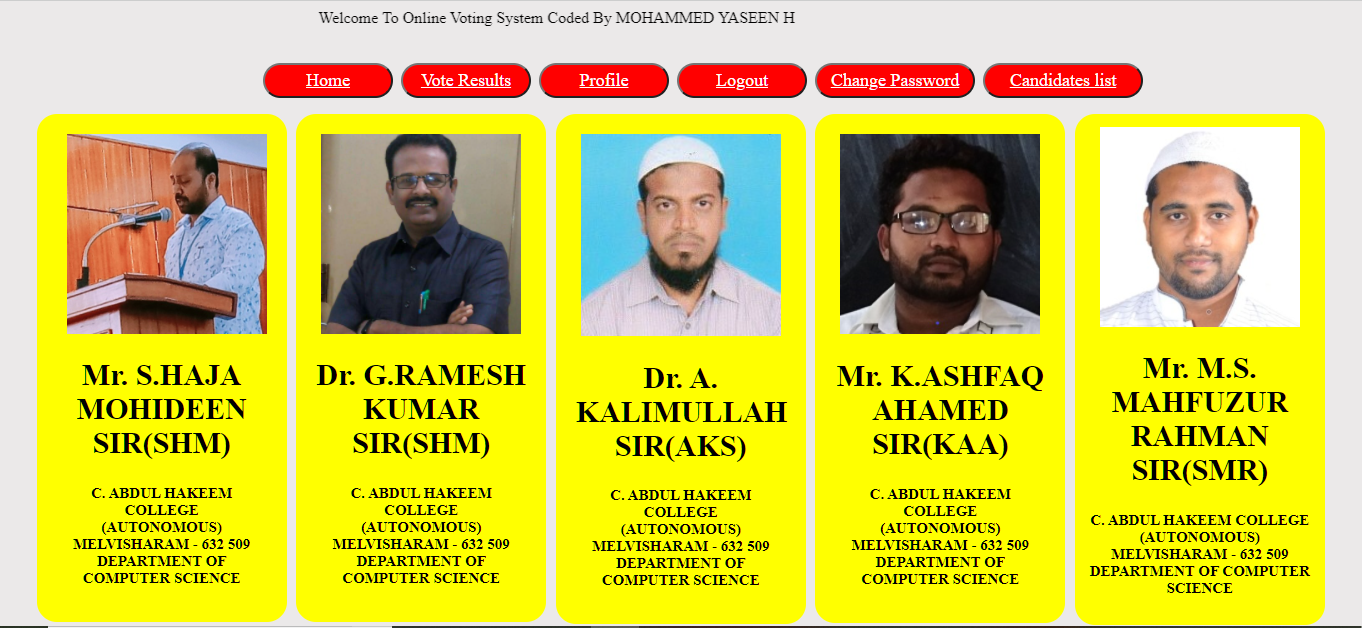 Welcome To Online Voting System Coded By MOHAMMED YASEEN H
Home
Vote Results
Profile
Logout
Change Password
Candidates list
Mr. S.HAJA
MOHIDEEN
SIR(SHM)
C. ABDUL HAKEEM
COLLEGE
(AUTONOMOUS)
MELVISHARAM - 632 509
DEPARTMENT OF
COMPUTER SCIENCE
Dr. G.RAMESH
KUMAR
SIR(SHM)
C. ABDUL HAKEEM
COLLEGE
(AUTONOMOUS)
MELVISHARAM - 632 509
DEPARTMENT OF
COMPUTER SCIENCE
Dr. A.
KALIMULLAH
SIR(AKS)
C. ABDUL HAKEEM
COLLEGE
(AUTONOMOUS)
MELVISHARAM - 632 509
DEPARTMENT OF
COMPUTER SCIENCE
Mr. K.ASHFAQ
AHAMED
SIR(KAA)
C. ABDUL HAKEEM
COLLEGE
(AUTONOMOUS)
MELVISHARAM - 632 509
DEPARTMENT OF
COMPUTER SCIENCE
Mr. M.S.
MAHFUZUR
RAHMAN
SIR(SMR)
C. ABDUL HAKEEM COLLEGE
(AUTONOMOUS)
MELVISHARAM - 632 509
DEPARTMENT OF COMPUTER
SCIENCE